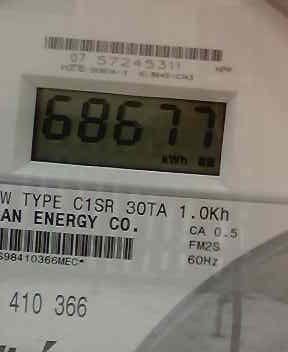 07 57245311
68677
kWh
W TYPE C1SR 30TA 1.0Kh
AN ENERGY CO.
CA 0.5
FM2S
60Hz
S98410366MEC*
410 366